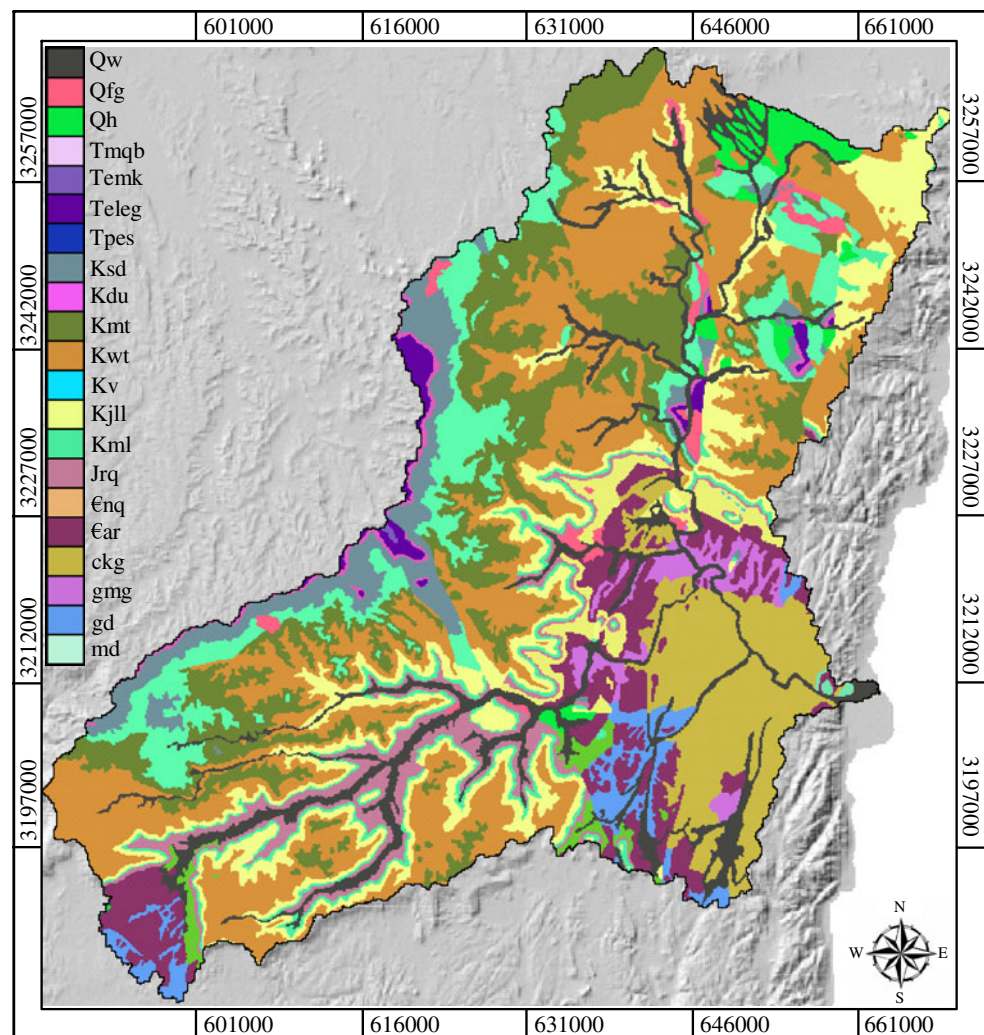 601000 616000 631000 646000 661000
Qw
Qfg
Qh
Tmqb
Temk
Teleg
Tpes
Ksd
Kdu
Kmt
Kwt
Kv
Kjll
Kml
Jrq
€nq
€ar
ckg
gmg
gd
md
3257000
3242000
3227000
3212000
3197000
3257000
3242000
3227000
3212000
3197000
N
W E
S
601000 616000 631000 646000 661000